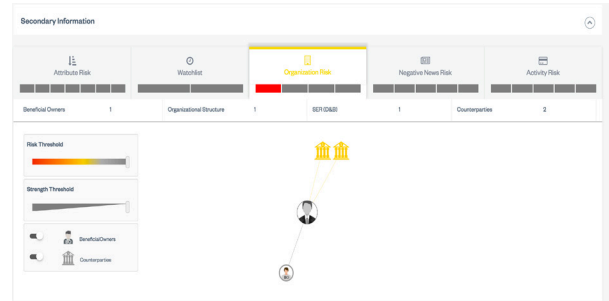 Secondary Information
Attribute Risk
Watchlist
Organization Risk
Negative News Risk
Activity Risk
Beneficial Owners 1 Organizational Structure 1 SER (D&B) 1 Counterparties 2
Risk Threshold
Strength Threshold
BeneficialOwners
Counterparties